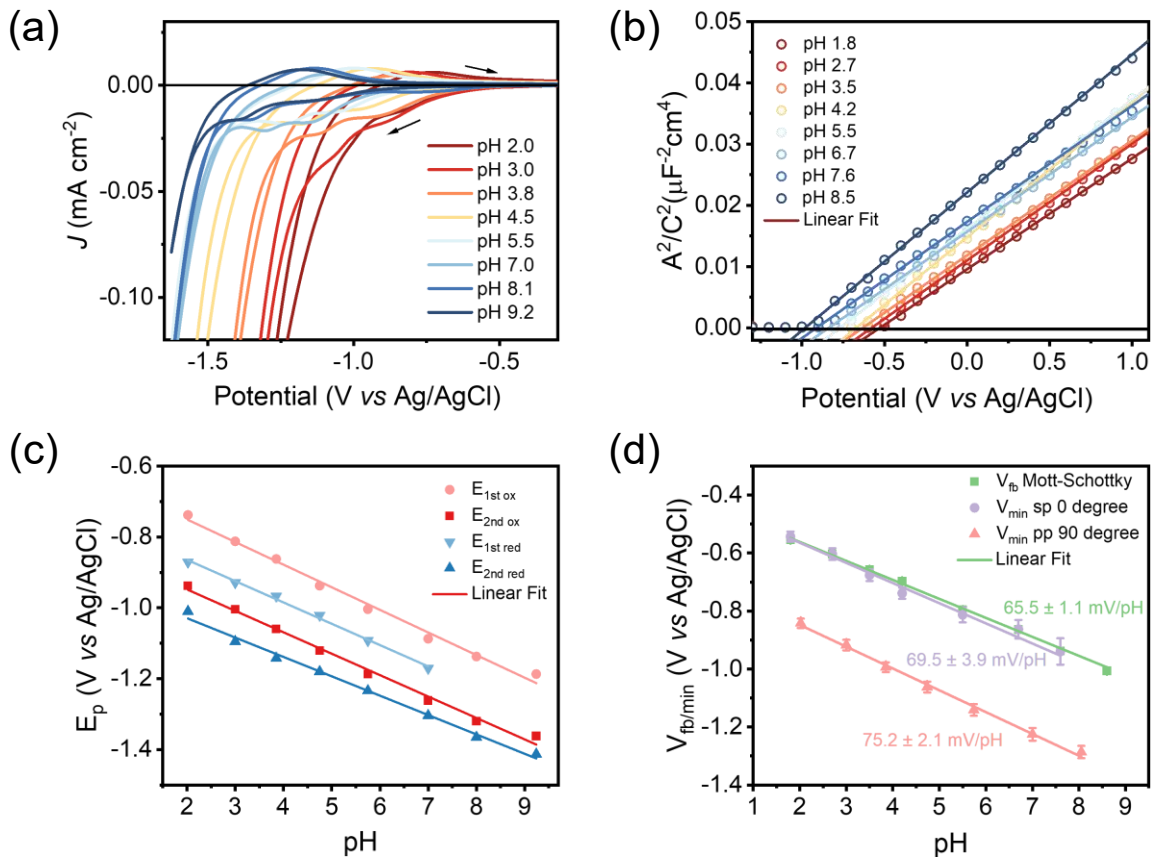 (a)
0.00
-0.05
-0.10
J (mA cm⁻²)
pH 2.0
pH 3.0
pH 3.8
pH 4.5
pH 5.5
pH 7.0
pH 8.1
pH 9.2
-1.5
-1.0
-0.5
Potential (V vs Ag/AgCl)
(b)
0.05
0.04
0.03
0.02
0.01
0.00
A²/C²(μF⁻²cm⁴)
pH 1.8
pH 2.7
pH 3.5
pH 4.2
pH 5.5
pH 6.7
pH 7.6
pH 8.5
Linear Fit
-1.0
-0.5
0.0
0.5
1.0
Potential (V vs Ag/AgCl)
(c)
-0.6
-0.8
-1.0
-1.2
-1.4
Eₚ (V vs Ag/AgCl)
E1st ox
E2nd ox
E1st red
E2nd red
Linear Fit
2 3 4 5 6 7 8 9
pH
(d)
-0.4
-0.6
-0.8
-1.0
-1.2
-1.4
Vfb/min (V vs Ag/AgCl)
Vfb Mott-Schottky
Vmin sp 0 degree
Vmin pp 90 degree
Linear Fit
65.5 ± 1.1 mV/pH
69.5 ± 3.9 mV/pH
75.2 ± 2.1 mV/pH
1 2 3 4 5 6 7 8 9
pH